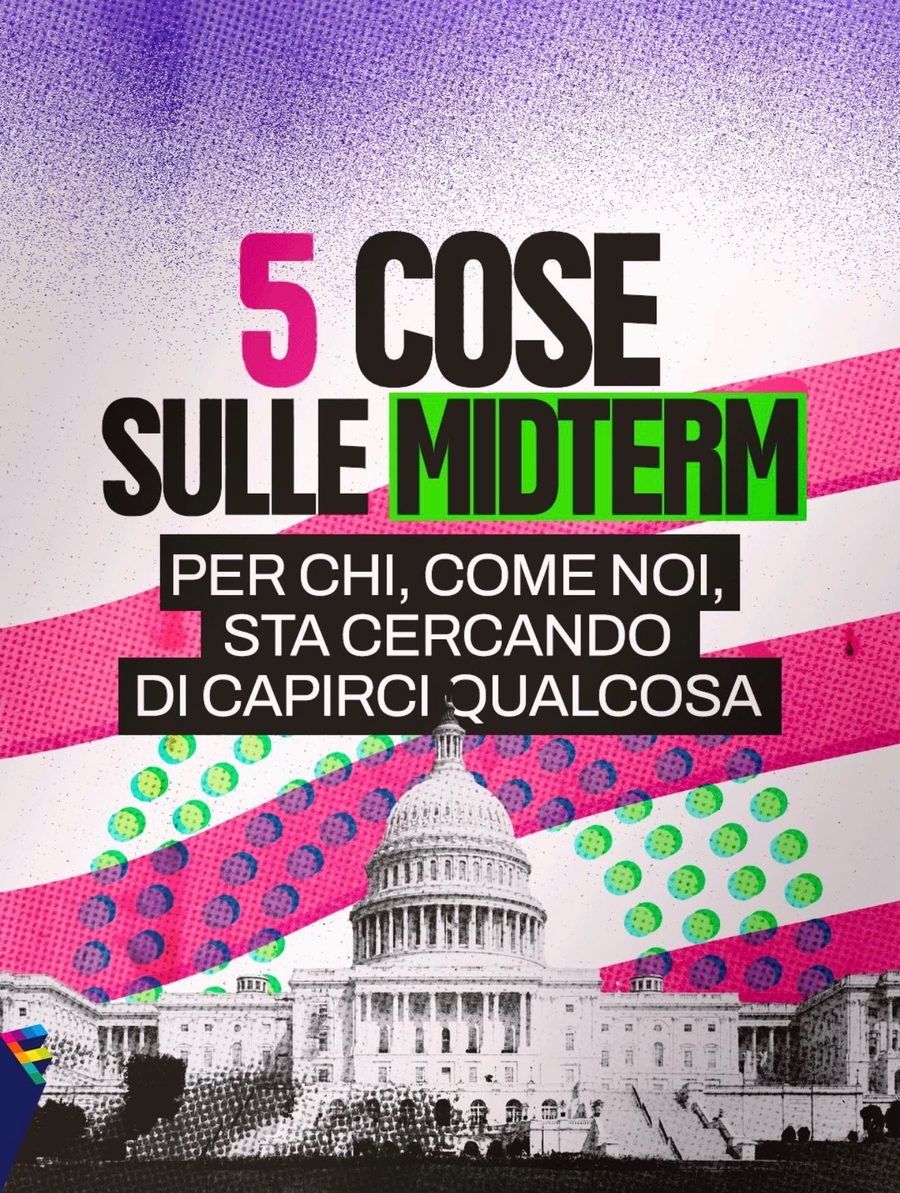 5 COSE
SULLE MIDTERM
PER CHI, COME NOI,
STA CERCANDO
DI CAPIRCI QUALCOSA